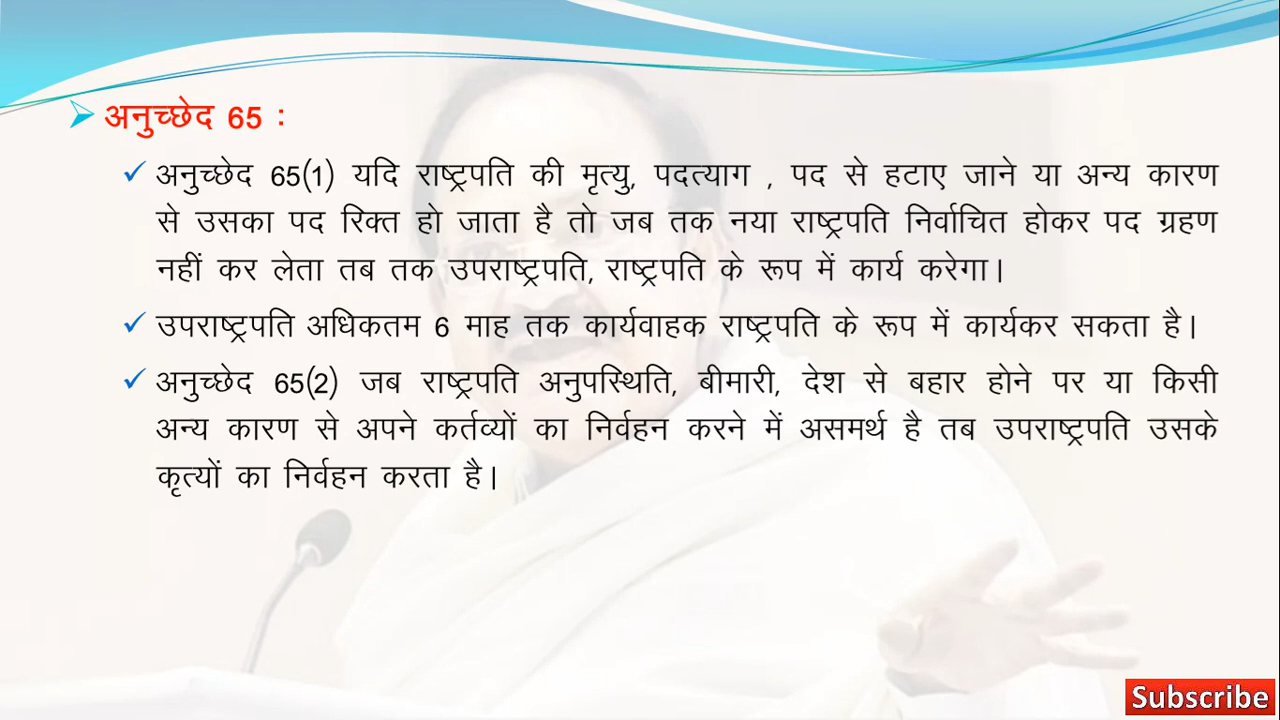 अनुच्छेद 65 :
अनुच्छेद 65(1) यदि राष्ट्रपति की मृत्यु, पदत्याग , पद से हटाए जाने या अन्य कारण
से उसका पद रिक्त हो जाता है तो जब तक नया राष्ट्रपति निर्वाचित होकर पद ग्रहण
नहीं कर लेता तब तक उपराष्ट्रपति, राष्ट्रपति के रूप में कार्य करेगा।
उपराष्ट्रपति अधिकतम 6 माह तक कार्यवाहक राष्ट्रपति के रूप में कार्यकर सकता है।
अनुच्छेद 65(2) जब राष्ट्रपति अनुपस्थिति, बीमारी, देश से बहार होने पर या किसी
अन्य कारण से अपने कर्तव्यों का निर्वहन करने में असमर्थ है तब उपराष्ट्रपति उसके
कृत्यों का निर्वहन करता है।
Subscribe